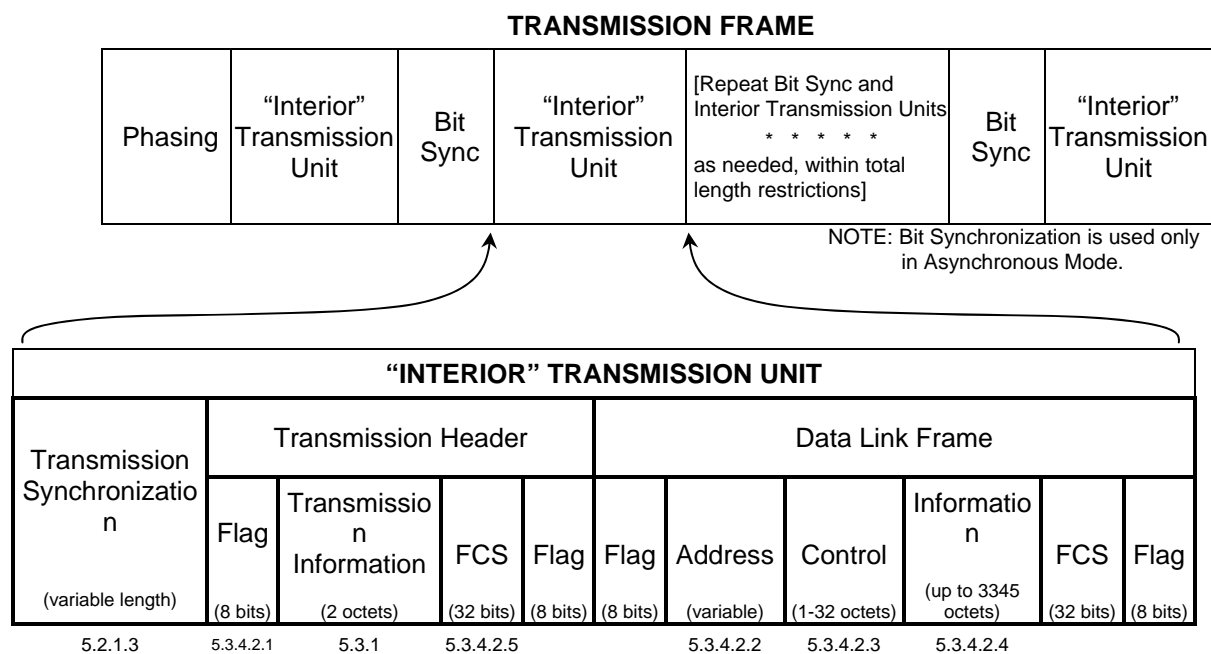 TRANSMISSION FRAME
Phasing
“Interior”
Transmission
Unit
Bit
Sync
“Interior”
Transmission
Unit
[Repeat Bit Sync and
Interior Transmission Units
* * * * *
as needed, within total
length restrictions]
Bit
Sync
“Interior”
Transmission
Unit
NOTE: Bit Synchronization is used only
in Asynchronous Mode.
“INTERIOR” TRANSMISSION UNIT
Transmission
Synchronizatio
n
(variable length)
Transmission Header
Data Link Frame
Flag
(8 bits)
Transmissio
n
Information
(2 octets)
FCS
(32 bits)
Flag
(8 bits)
Flag
(8 bits)
Address
(variable)
Control
(1-32 octets)
Informatio
n
(up to 3345
octets)
FCS
(32 bits)
Flag
(8 bits)
5.2.1.3
5.3.4.2.1
5.3.1
5.3.4.2.5
5.3.4.2.2
5.3.4.2.3
5.3.4.2.4